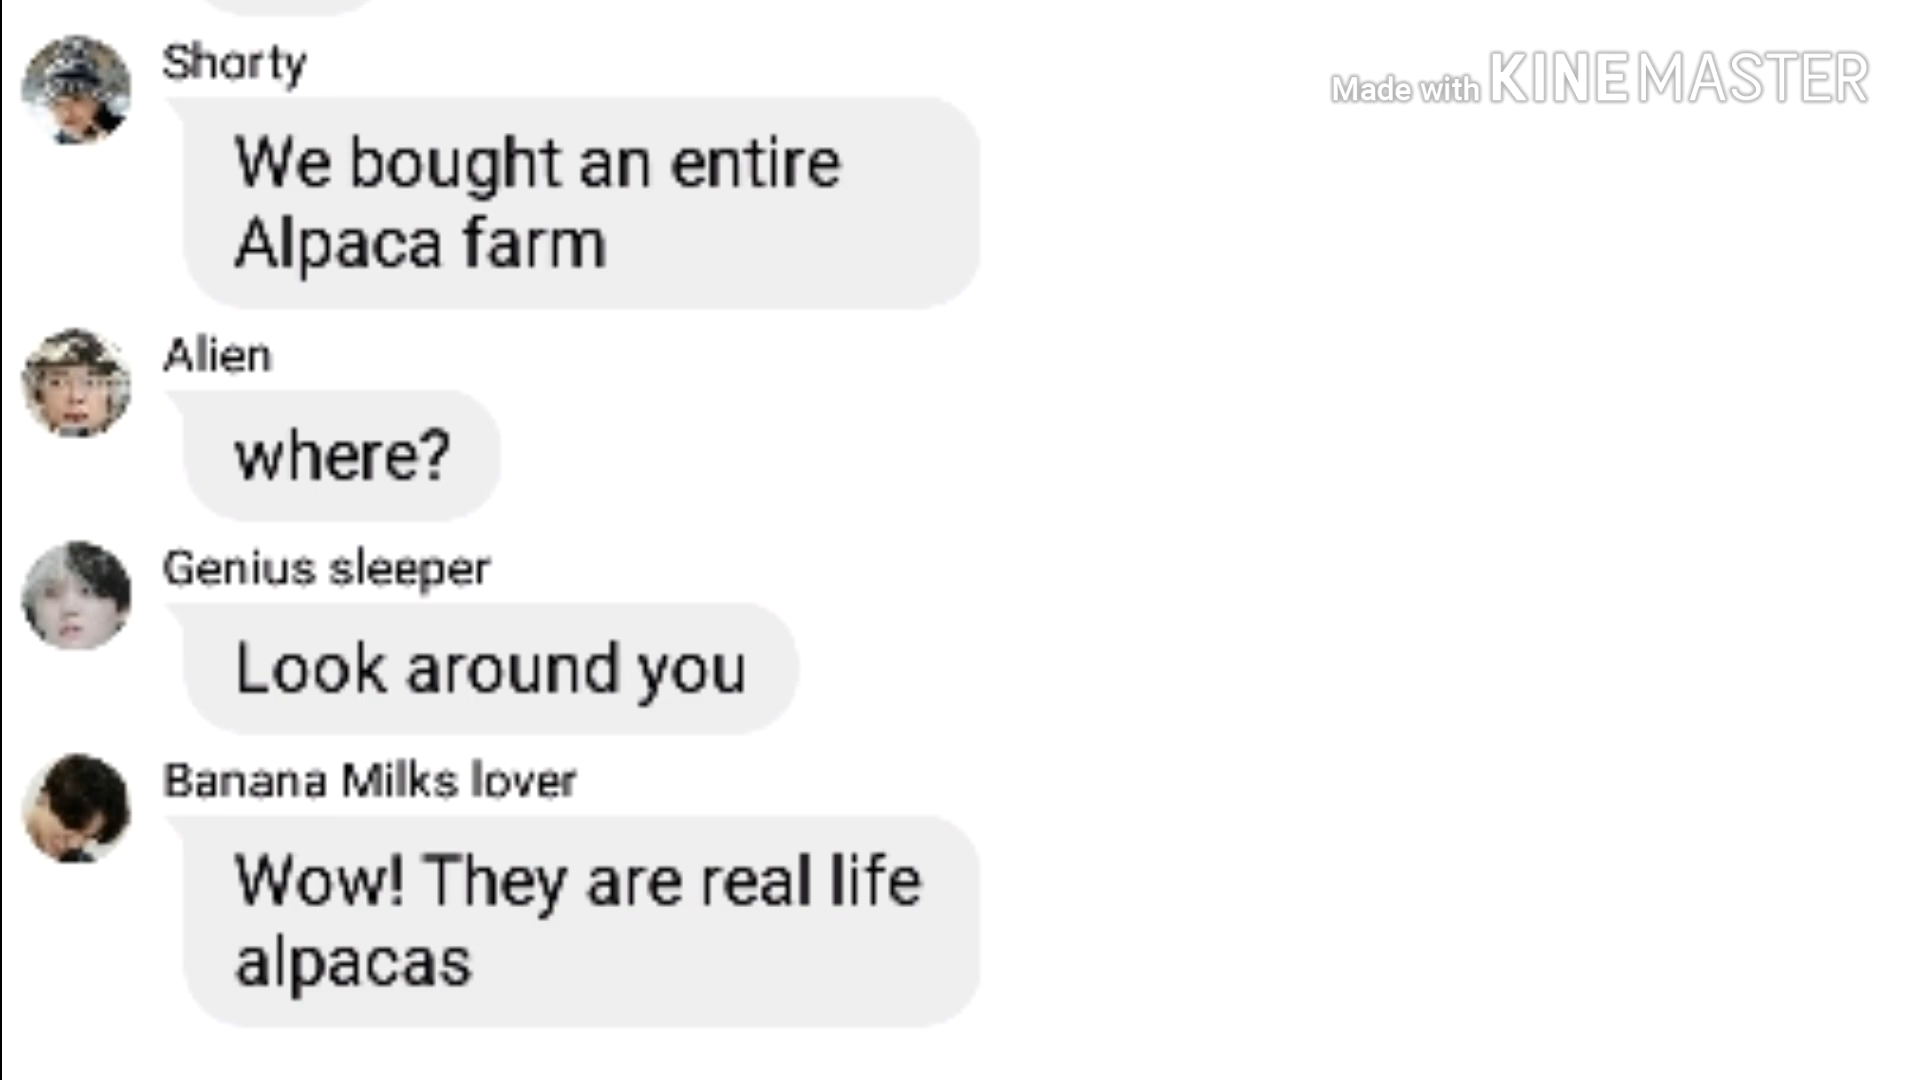 Shorty
Made with KINEMASTER
We bought an entire
Alpaca farm
Alien
where?
Genius sleeper
Look around you
Banana Milks lover
Wow! They are real life
alpacas